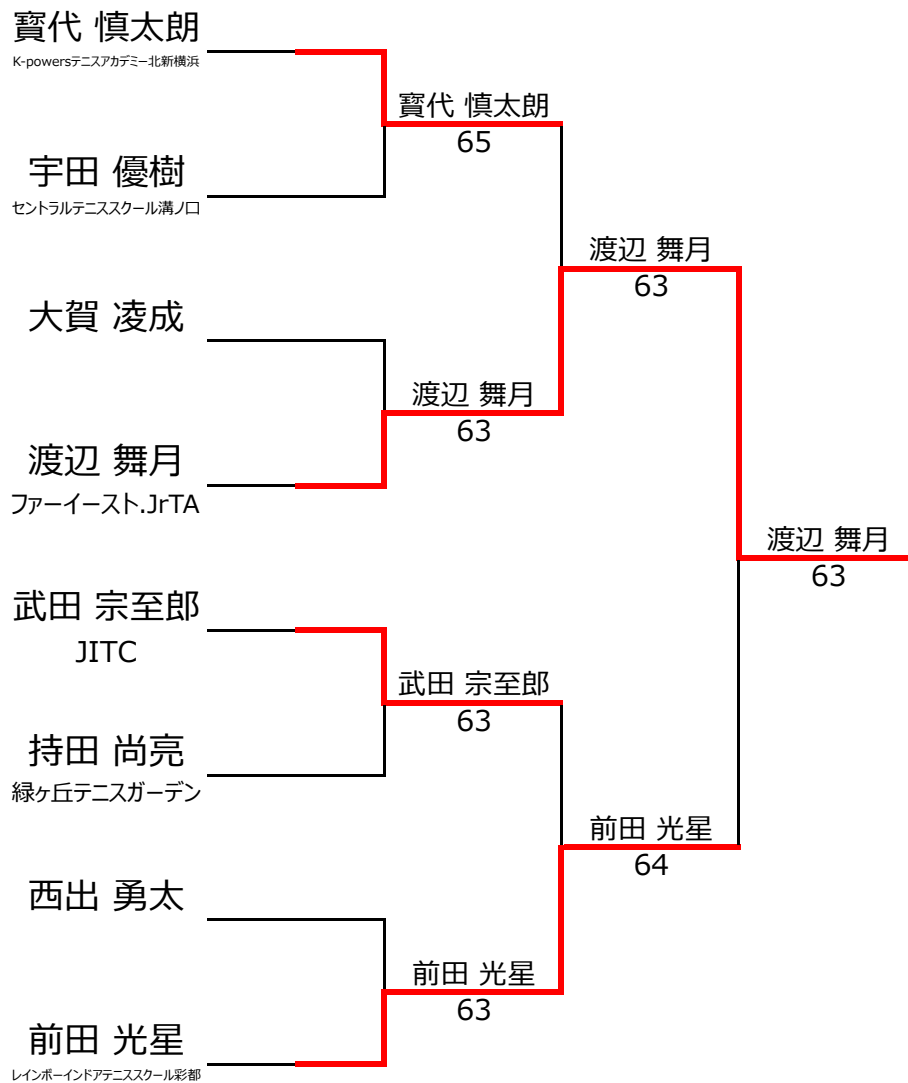 寳代 慎太朗
K-powersテニスアカデミー北新横浜
宇田 優樹
セントラルテニススクール溝ノ口
大賀 凌成
渡辺 舞月
ファーイースト.JrTA
武田 宗至郎
JITC
持田 尚亮
緑ヶ丘テニスガーデン
西出 勇太
前田 光星
レインボーインドアテニススクール彩都
寳代 慎太朗
65
渡辺 舞月
63
武田 宗至郎
63
前田 光星
63
渡辺 舞月
63
前田 光星
64
渡辺 舞月
63